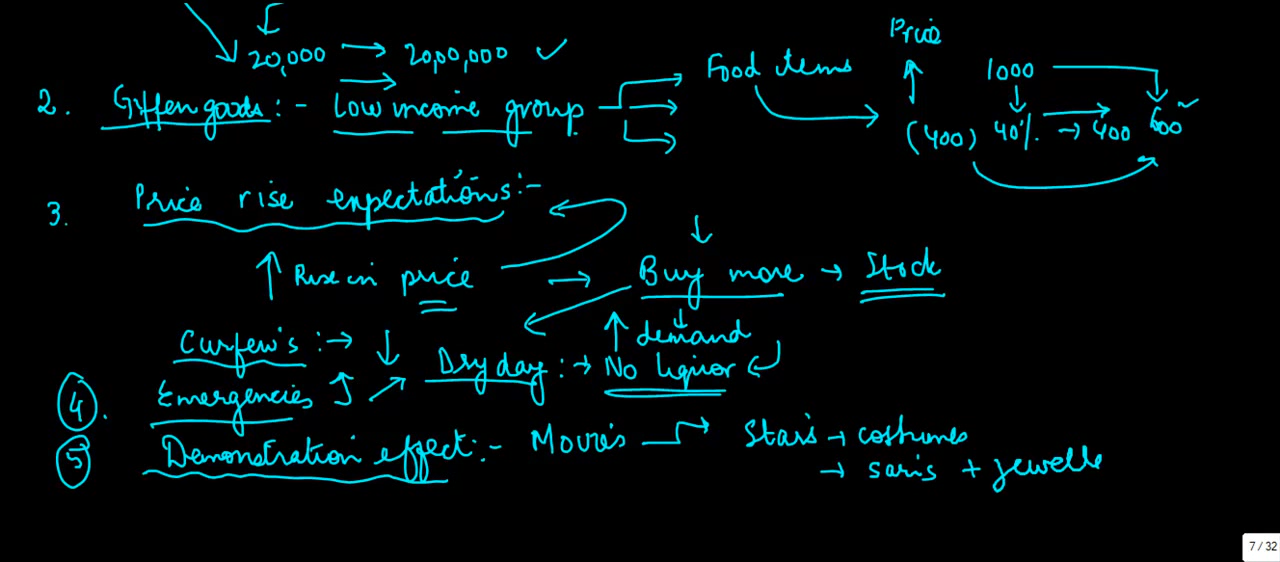 20,000 → 20,00,000 ✓
Price
Food items
1000
2. Giffen goods :- Low income group
(400) 40% → 400 600 ✓
3. Price rise expectations :-
↑ Rise in price → Buy more → Stock
↑ demand
Curfew's :→ ↓ Dry day :→ No liquor
4. Emergencies
5 Demonstration effect :- Movie's Star's → costumes
→ saris + jewelle
7 / 32